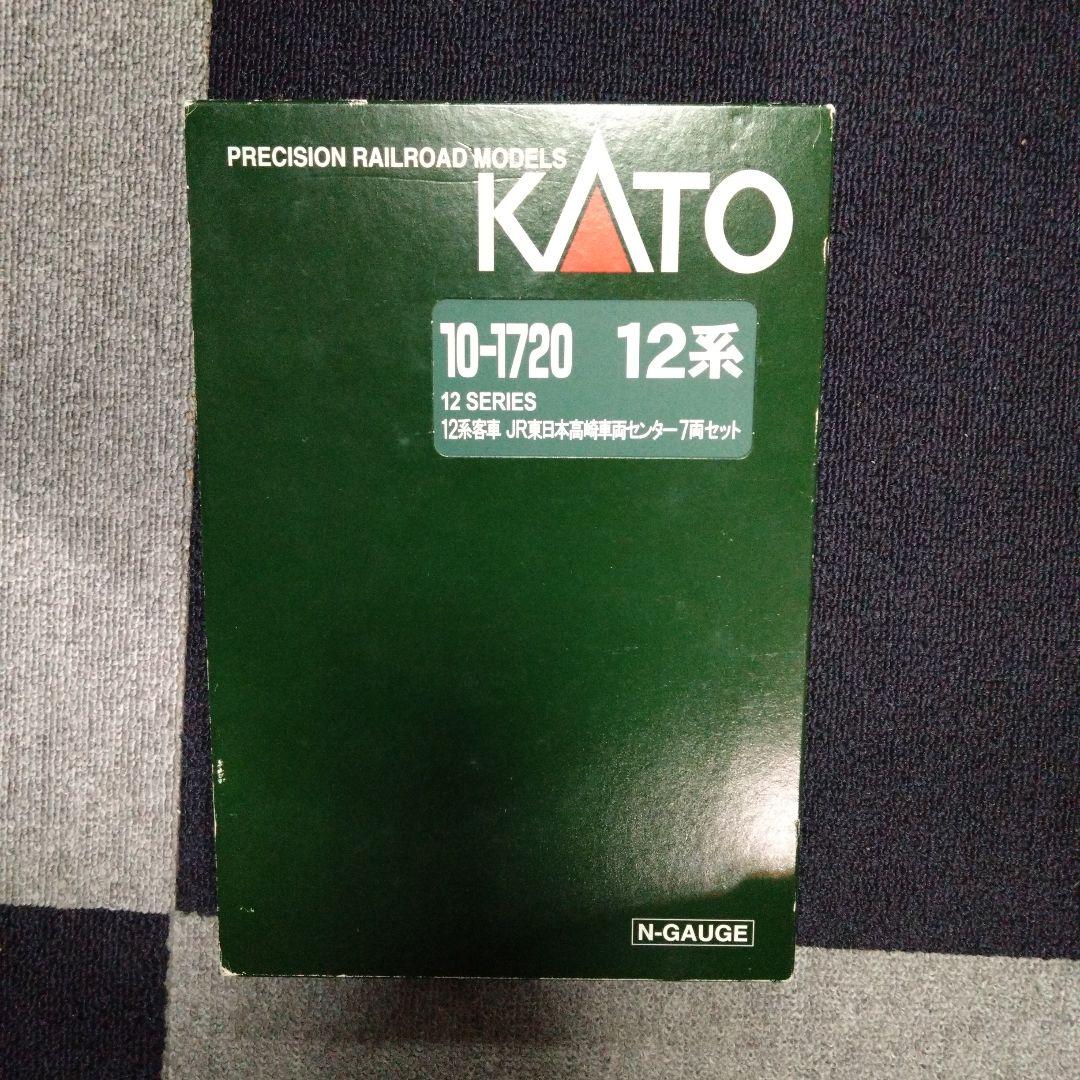 PRECISION RAILROAD MODELS
KATO
10-1720 12系
12 SERIES
12系客車 JR東日本高崎車両センター7両セット
N-GAUGE